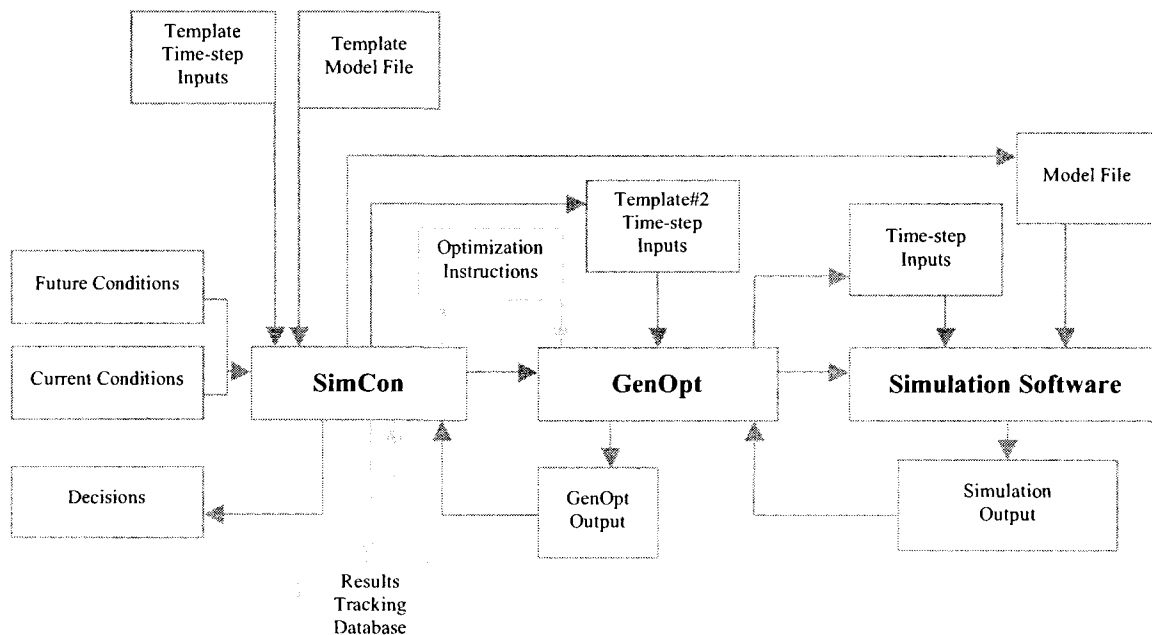 Template
Time-step
Inputs
Template
Model File
Model File
Template#2
Time-step
Inputs
Optimization
Instructions
Time-step
Inputs
Future Conditions
Current Conditions
SimCon
GenOpt
Simulation Software
Decisions
GenOpt
Output
Simulation
Output
Results
Tracking
Database